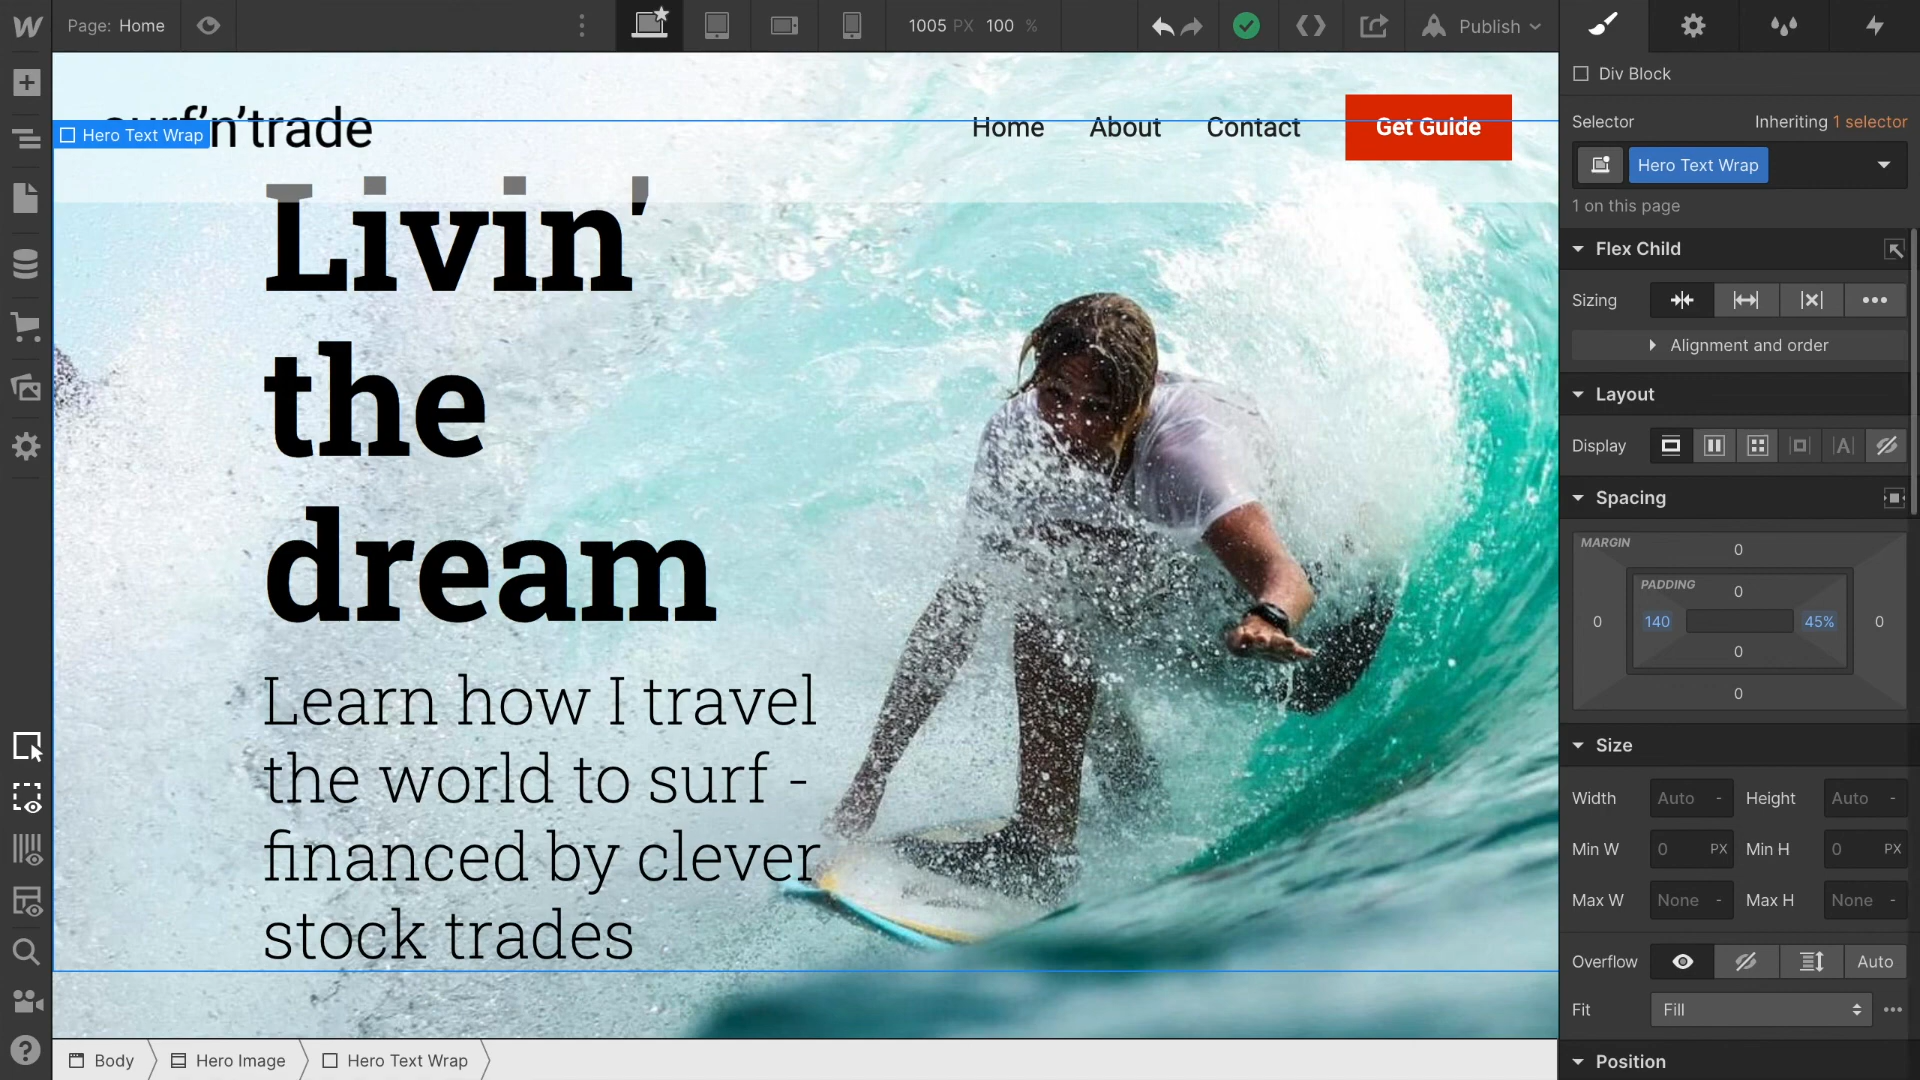 Page: Home
1005 PX 100 %
Publish
surf'n'trade
Home
About
Contact
Get Guide
Hero Text Wrap
Livin'
the
dream
Learn how I travel
the world to surf -
financed by clever
stock trades
Body
Hero Image
Hero Text Wrap
Div Block
Selector
Inheriting 1 selector
Hero Text Wrap
1 on this page
Flex Child
Sizing
Alignment and order
Layout
Display
Spacing
MARGIN
0
PADDING
0
0
140
45%
0
0
0
Size
Width
Auto -
Height
Auto -
Min W
0 PX
Min H
0 PX
Max W
None -
Max H
None -
Overflow
Auto
Fit
Fill
Position